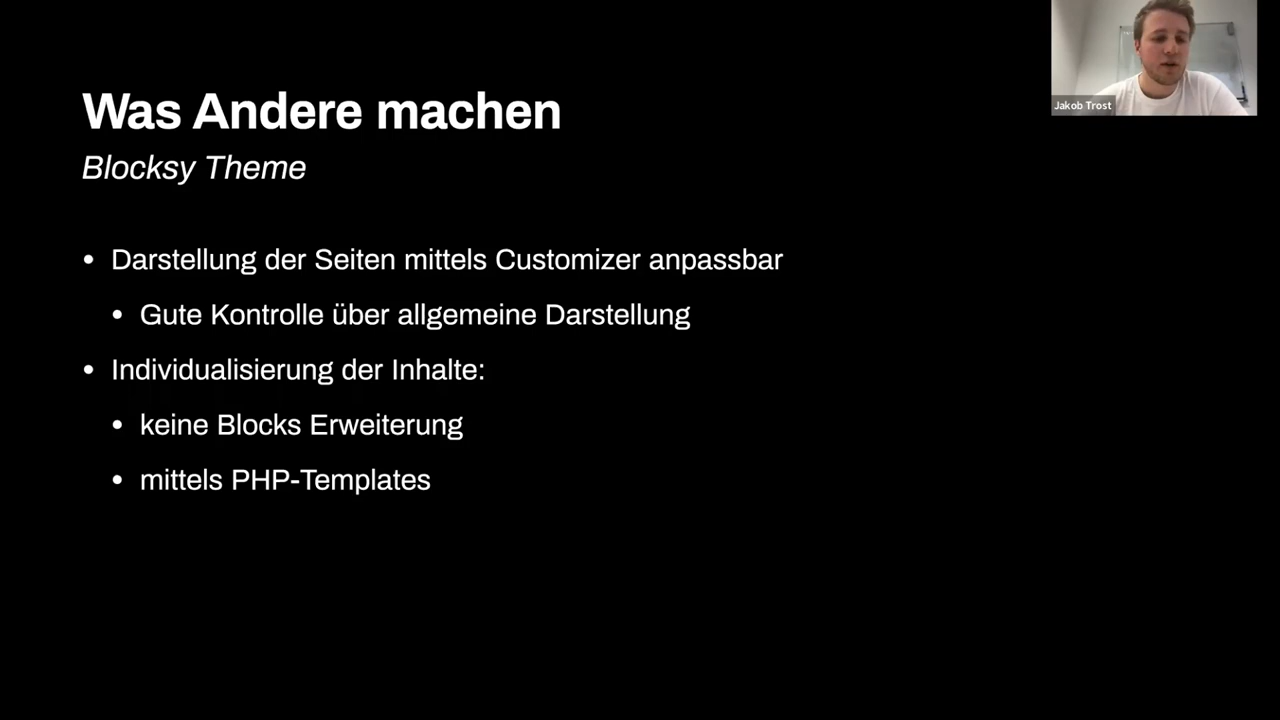 Was Andere machen
Blocksy Theme
• Darstellung der Seiten mittels Customizer anpassbar
• Gute Kontrolle über allgemeine Darstellung
• Individualisierung der Inhalte:
• keine Blocks Erweiterung
• mittels PHP-Templates
Jakob Trost